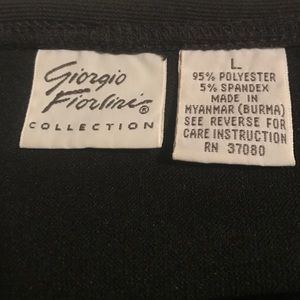 Giorgio
Fiorlini®
COLLECTION
L
95% POLYESTER
5% SPANDEX
MADE IN
MYANMAR (BURMA)
SEE REVERSE FOR
CARE INSTRUCTION
RN 37080